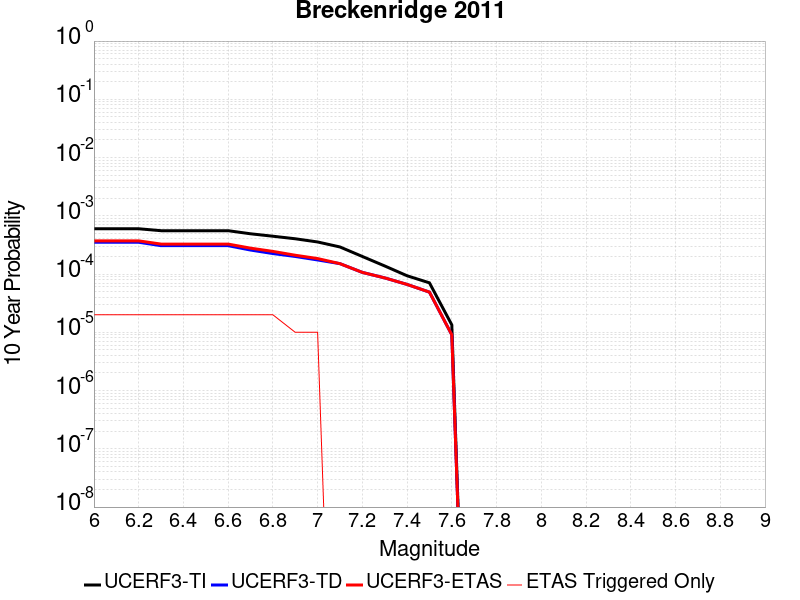 Breckenridge 2011
10 Year Probability
10^0
10^-1
10^-2
10^-3
10^-4
10^-5
10^-6
10^-7
10^-8
6 6.2 6.4 6.6 6.8 7 7.2 7.4 7.6 7.8 8 8.2 8.4 8.6 8.8 9
Magnitude
UCERF3-TI UCERF3-TD UCERF3-ETAS ETAS Triggered Only